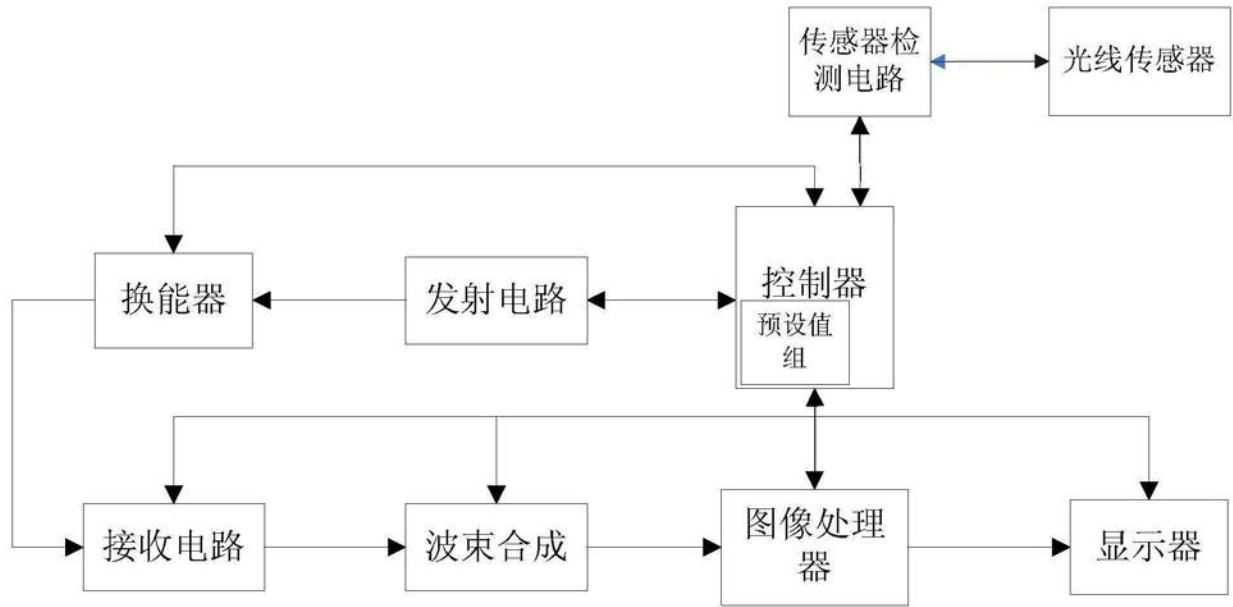 传感器检
测电路
光线传感器
换能器
发射电路
控制器
预设值
组
接收电路
波束合成
图像处理
器
显示器